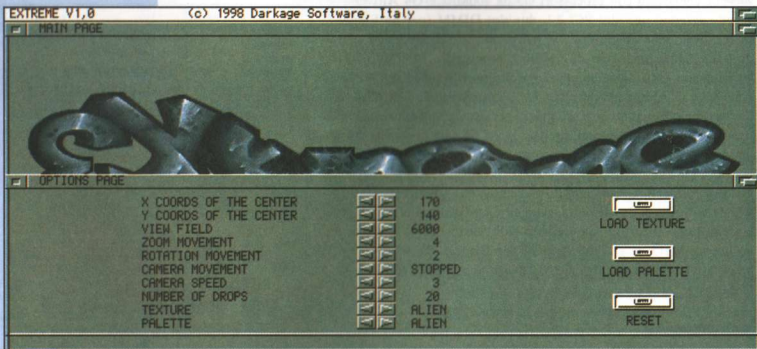 EXTREME V1,0 (c) 1998 Darkage Software, Italy
MAIN PAGE
eXtreme
OPTIONS PAGE
X COORDS OF THE CENTER 170
Y COORDS OF THE CENTER 140
VIEW FIELD 6000
ZOOM MOVEMENT 4
ROTATION MOVEMENT 2
CAMERA MOVEMENT STOPPED
CAMERA SPEED 3
NUMBER OF DROPS 20
TEXTURE ALIEN
PALETTE ALIEN
LOAD TEXTURE
LOAD PALETTE
RESET